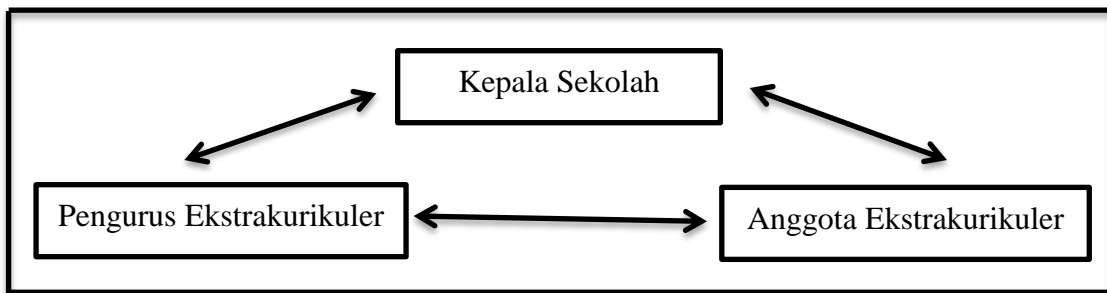 Kepala Sekolah
Pengurus Ekstrakurikuler
Anggota Ekstrakurikuler